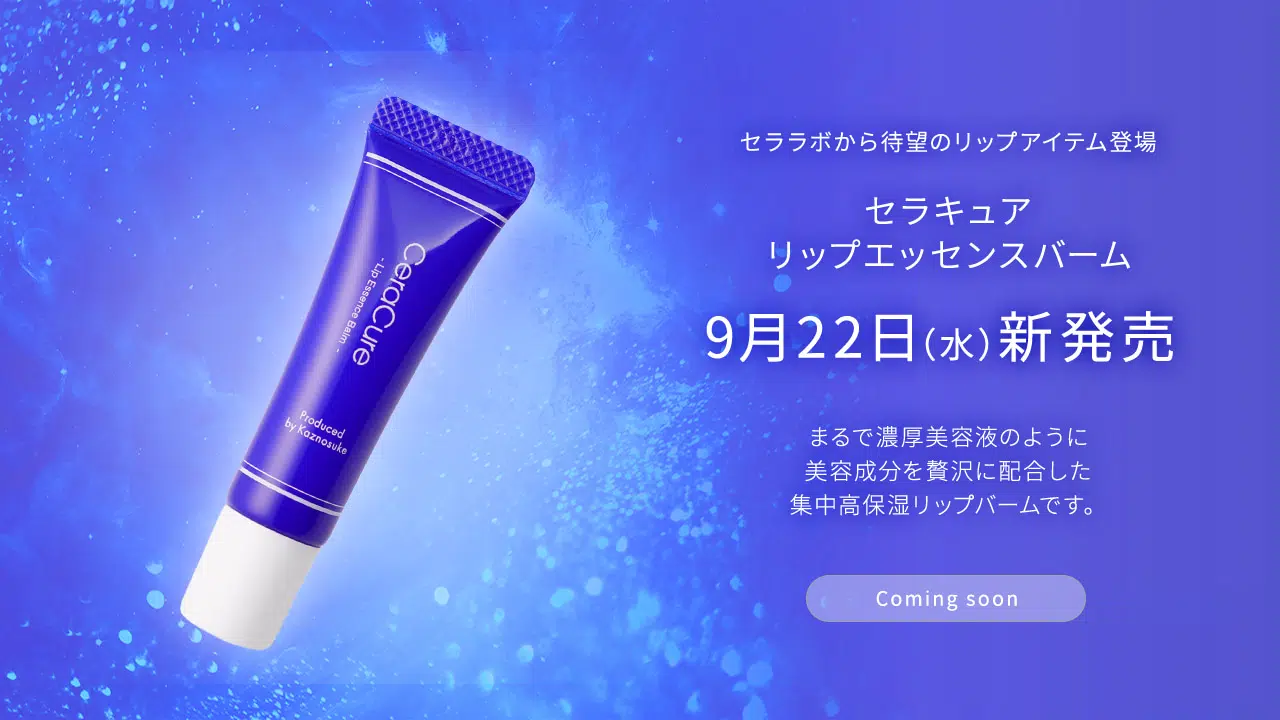 CeraCure
- Lip Essence Balm -
Produced
by Kaznosuke
セララボから待望のリップアイテム登場
セラキュア
リップエッセンスバーム
9月22日(水)新発売
まるで濃厚美容液のように
美容成分を贅沢に配合した
集中高保湿リップバームです。
Coming soon